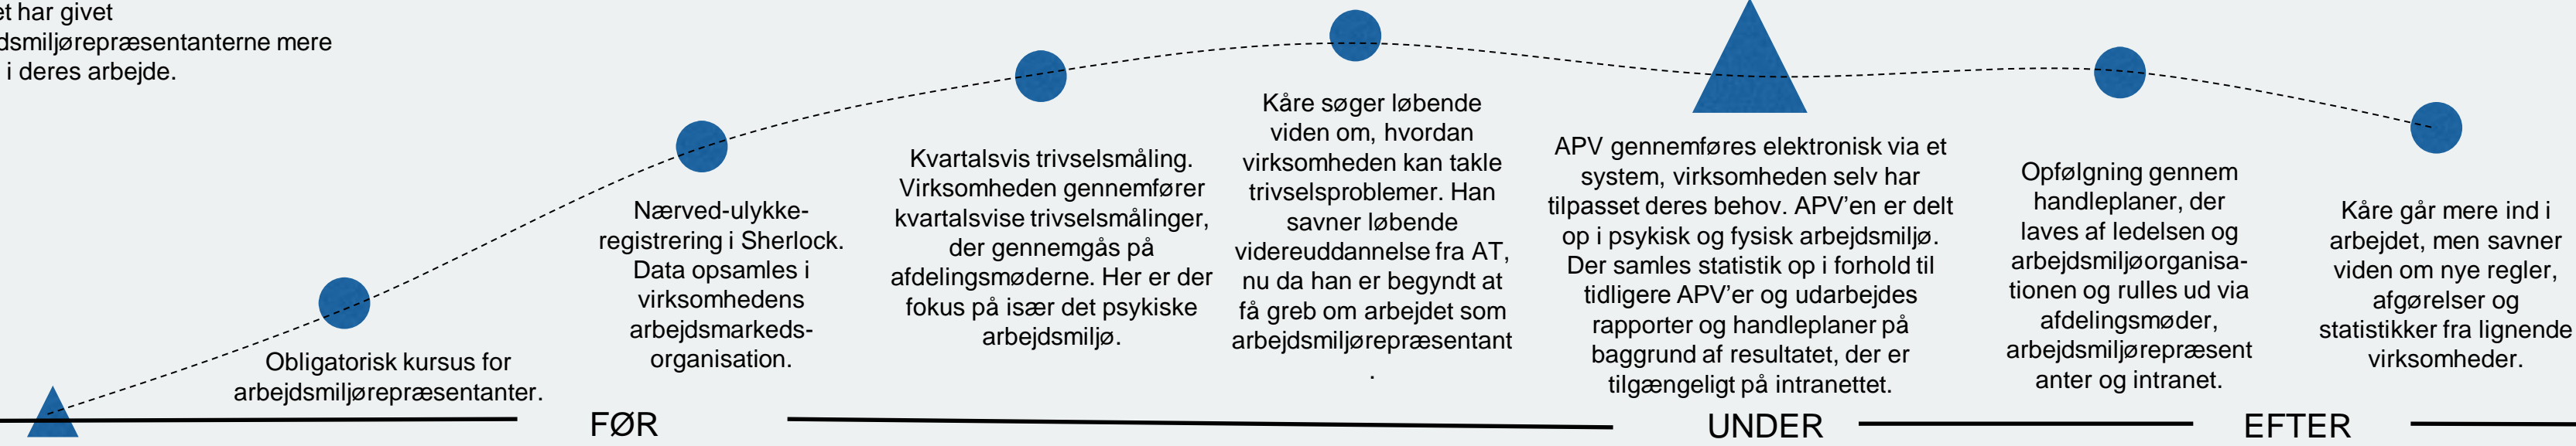 et har givet
dsmiljørepræsentanterne mere
i deres arbejde.
Obligatorisk kursus for
arbejdsmiljørepræsentanter.
Nærved-ulykke-
registrering i Sherlock.
Data opsamles i
virksomhedens
arbejdsmarkeds-
organisation.
Kvartalsvis trivselsmåling.
Virksomheden gennemfører
kvartalsvise trivselsmålinger,
der gennemgås på
afdelingsmøderne. Her er der
fokus på især det psykiske
arbejdsmiljø.
Kåre søger løbende
viden om, hvordan
virksomheden kan takle
trivselsproblemer. Han
savner løbende
videreuddannelse fra AT,
nu da han er begyndt at
få greb om arbejdet som
arbejdsmiljørepræsentant
.
APV gennemføres elektronisk via et
system, virksomheden selv har
tilpasset deres behov. APV'en er delt
op i psykisk og fysisk arbejdsmiljø.
Der samles statistik op i forhold til
tidligere APV'er og udarbejdes
rapporter og handleplaner på
baggrund af resultatet, der er
tilgængeligt på intranettet.
Opfølgning gennem
handleplaner, der
laves af ledelsen og
arbejdsmiljøorganisa-
tionen og rulles ud via
afdelingsmøder,
arbejdsmiljørepræsent
anter og intranet.
Kåre går mere ind i
arbejdet, men savner
viden om nye regler,
afgørelser og
statistikker fra lignende
virksomheder.
FØR
UNDER
EFTER